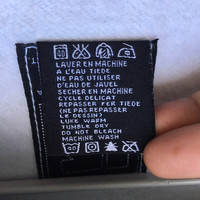 LAVER EN MACHINE
A L'EAU TIEDE
NE PAS UTILISER
D'EAU DE JAVEL
SECHER EN MACHINE
CYCLE DELICAT
REPASSER FER TIEDE
(NE PAS REPASSER
LE DESSIN)
LUKE WARM
TUMBLE DRY
DO NOT BLEACH
MACHINE WASH